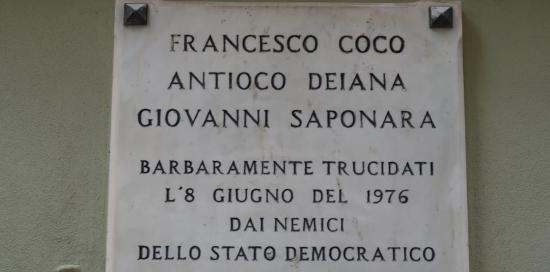 FRANCESCO COCO
ANTIOCO DEIANA
GIOVANNI SAPONARA
BARBARAMENTE TRUCIDATI
L'8 GIUGNO DEL 1976
DAI NEMICI
DELLO STATO DEMOCRATICO